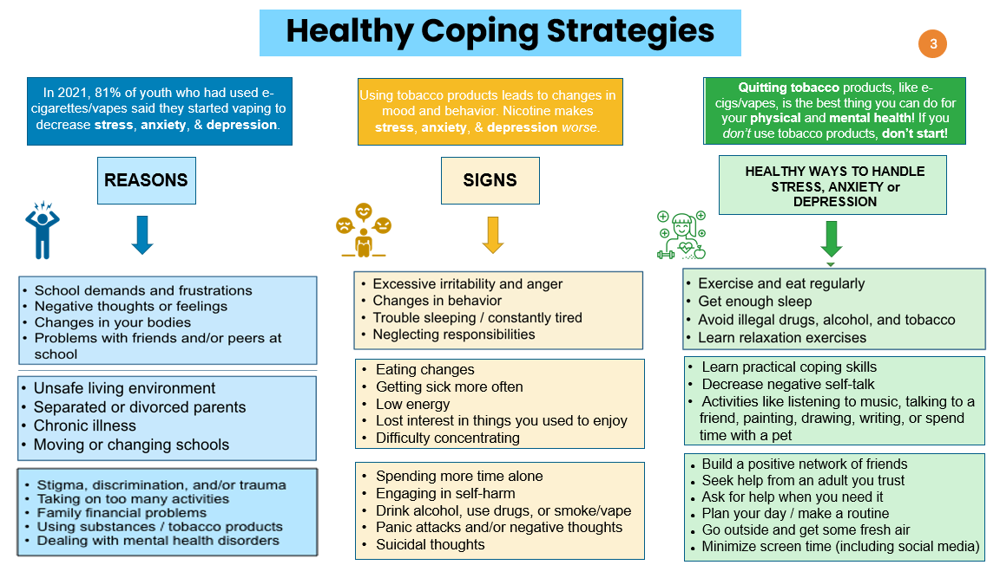 Healthy Coping Strategies
3
In 2021, 81% of youth who had used e-
cigarettes/vapes said they started vaping to
decrease stress, anxiety, & depression.
REASONS
• School demands and frustrations
• Negative thoughts or feelings
• Changes in your bodies
• Problems with friends and/or peers at
school
• Unsafe living environment
• Separated or divorced parents
• Chronic illness
• Moving or changing schools
• Stigma, discrimination, and/or trauma
• Taking on too many activities
• Family financial problems
• Using substances / tobacco products
• Dealing with mental health disorders
Using tobacco products leads to changes in
mood and behavior. Nicotine makes
stress, anxiety, & depression worse.
SIGNS
• Excessive irritability and anger
• Changes in behavior
• Trouble sleeping / constantly tired
• Neglecting responsibilities
• Eating changes
• Getting sick more often
• Low energy
• Lost interest in things you used to enjoy
• Difficulty concentrating
• Spending more time alone
• Engaging in self-harm
• Drink alcohol, use drugs, or smoke/vape
• Panic attacks and/or negative thoughts
• Suicidal thoughts
Quitting tobacco products, like e-
cigs/vapes, is the best thing you can do for
your physical and mental health! If you
don't use tobacco products, don't start!
HEALTHY WAYS TO HANDLE
STRESS, ANXIETY or
DEPRESSION
• Exercise and eat regularly
• Get enough sleep
• Avoid illegal drugs, alcohol, and tobacco
• Learn relaxation exercises
• Learn practical coping skills
• Decrease negative self-talk
• Activities like listening to music, talking to a
friend, painting, drawing, writing, or spend
time with a pet
• Build a positive network of friends
• Seek help from an adult you trust
• Ask for help when you need it
• Plan your day / make a routine
• Go outside and get some fresh air
• Minimize screen time (including social media)